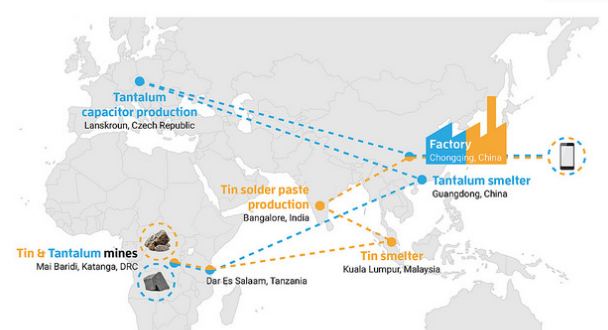 Tantalum
capacitor production
Lanskroun, Czech Republic
Factory
Chongqing, China
Tantalum smelter
Guangdong, China
Tin solder paste
production
Bangalore, India
Tin & Tantalum mines
Mai Baridi, Katanga, DRC
Tin smelter
Kuala Lumpur, Malaysia
Dar Es Salaam, Tanzania